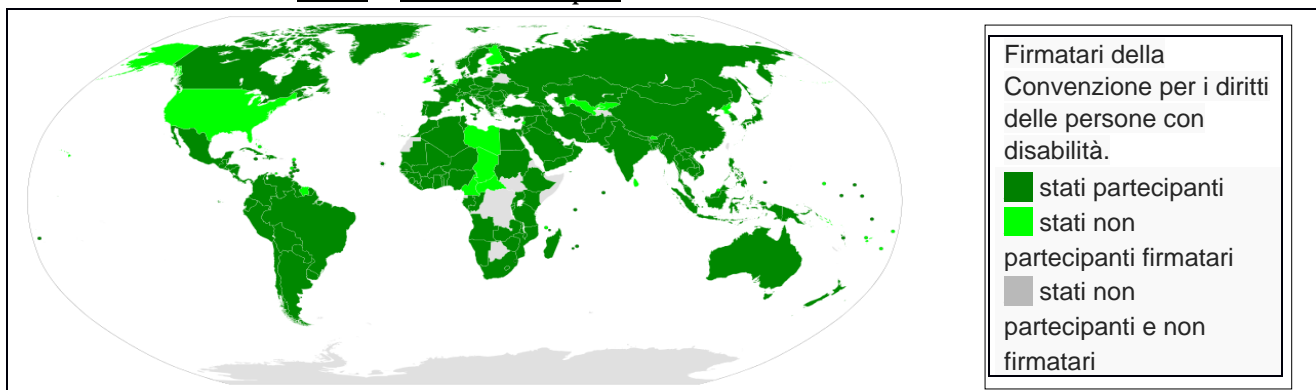 Firmatari della
Convenzione per i diritti
delle persone con
disabilità.
stati partecipanti
stati non
partecipanti firmatari
stati non
partecipanti e non
firmatari